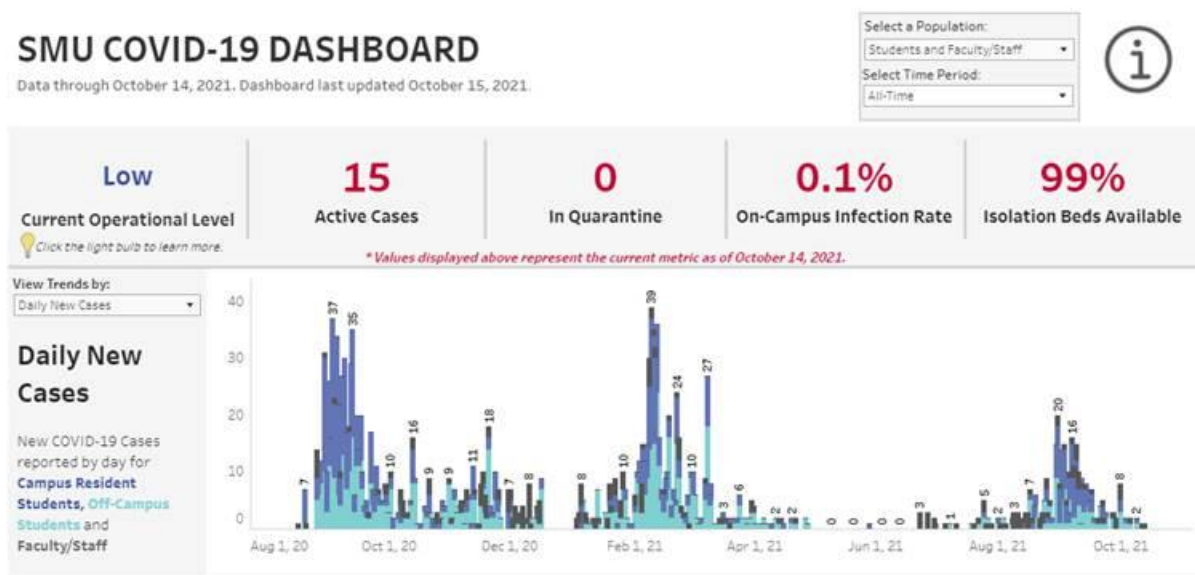 SMU COVID-19 DASHBOARD
Data through October 14, 2021. Dashboard last updated October 15, 2021.
Select a Population:
Students and Faculty/Staff
Select Time Period:
All-Time
Low
Current Operational Level
Click the light bulb to learn more.
15
Active Cases
0
In Quarantine
0.1%
On-Campus Infection Rate
99%
Isolation Beds Available
* Values displayed above represent the current metric as of October 14, 2021.
View Trends by:
Daily New Cases
Daily New
Cases
New COVID-19 Cases
reported by day for
Campus Resident
Students, Off-Campus
Students and
Faculty/Staff
40
30
20
10
0
7
37
35
10
16
9
9
11
18
7
8
8
10
39
24
10
27
3
6
2
2
0
0
0
0
3
1
5
2
3
7
20
16
8
2
Aug 1, 20
Oct 1, 20
Dec 1, 20
Feb 1, 21
Apr 1, 21
Jun 1, 21
Aug 1, 21
Oct 1, 21